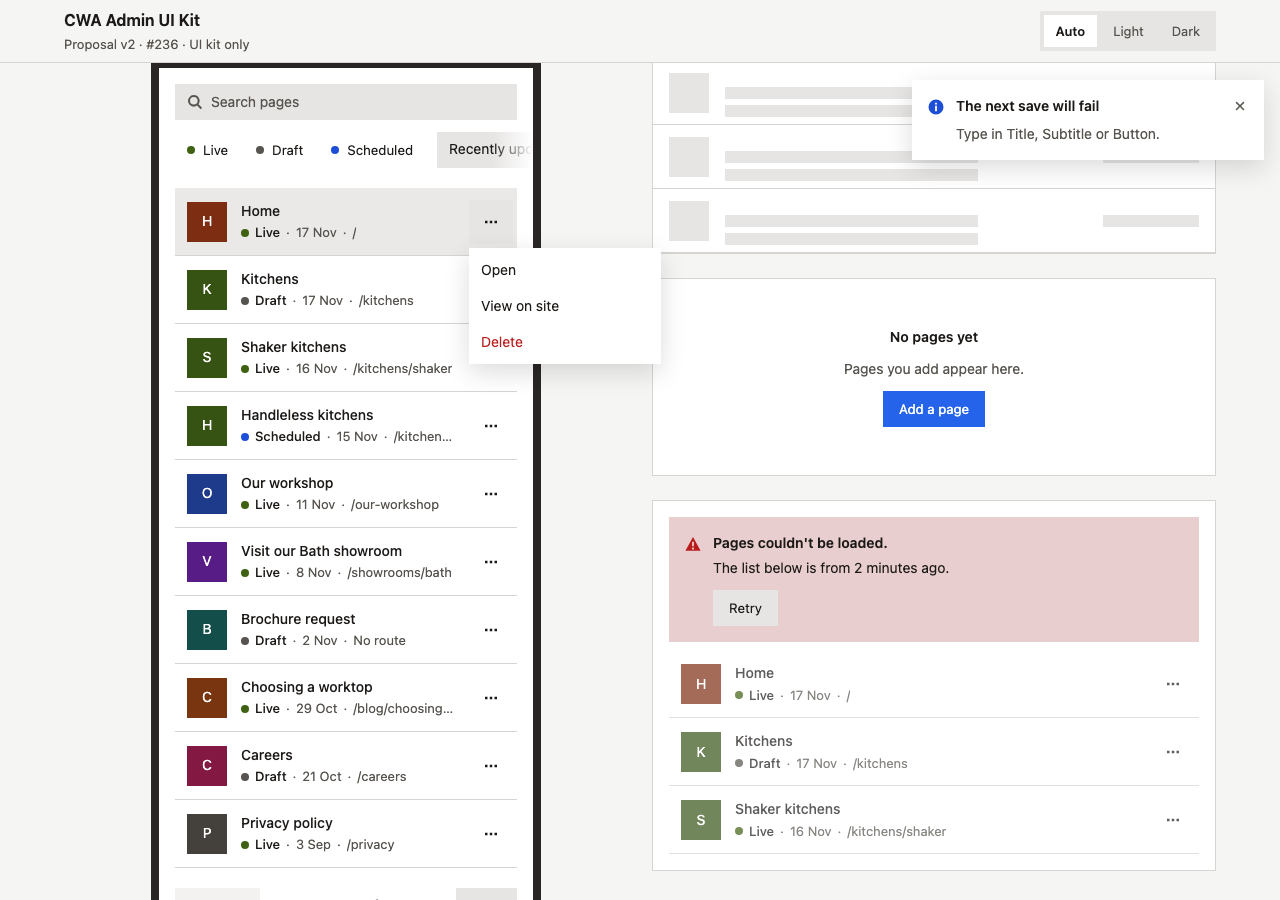 CWA Admin UI Kit
Proposal v2 · #236 · UI kit only
Auto
Light
Dark
Search pages
Live
Draft
Scheduled
Recently
H
Home
Live · 17 Nov · /
K
Kitchens
Draft · 17 Nov · /kitchens
S
Shaker kitchens
Live · 16 Nov · /kitchens/shaker
H
Handleless kitchens
Scheduled · 15 Nov · /kitchen...
O
Our workshop
Live · 11 Nov · /our-workshop
V
Visit our Bath showroom
Live · 8 Nov · /showrooms/bath
B
Brochure request
Draft · 2 Nov · No route
C
Choosing a worktop
Live · 29 Oct · /blog/choosing...
C
Careers
Draft · 21 Oct · /careers
P
Privacy policy
Live · 3 Sep · /privacy
Open
View on site
Delete
The next save will fail
Type in Title, Subtitle or Button.
No pages yet
Pages you add appear here.
Add a page
Pages couldn't be loaded.
The list below is from 2 minutes ago.
Retry
H
Home
Live · 17 Nov · /
K
Kitchens
Draft · 17 Nov · /kitchens
S
Shaker kitchens
Live · 16 Nov · /kitchens/shaker